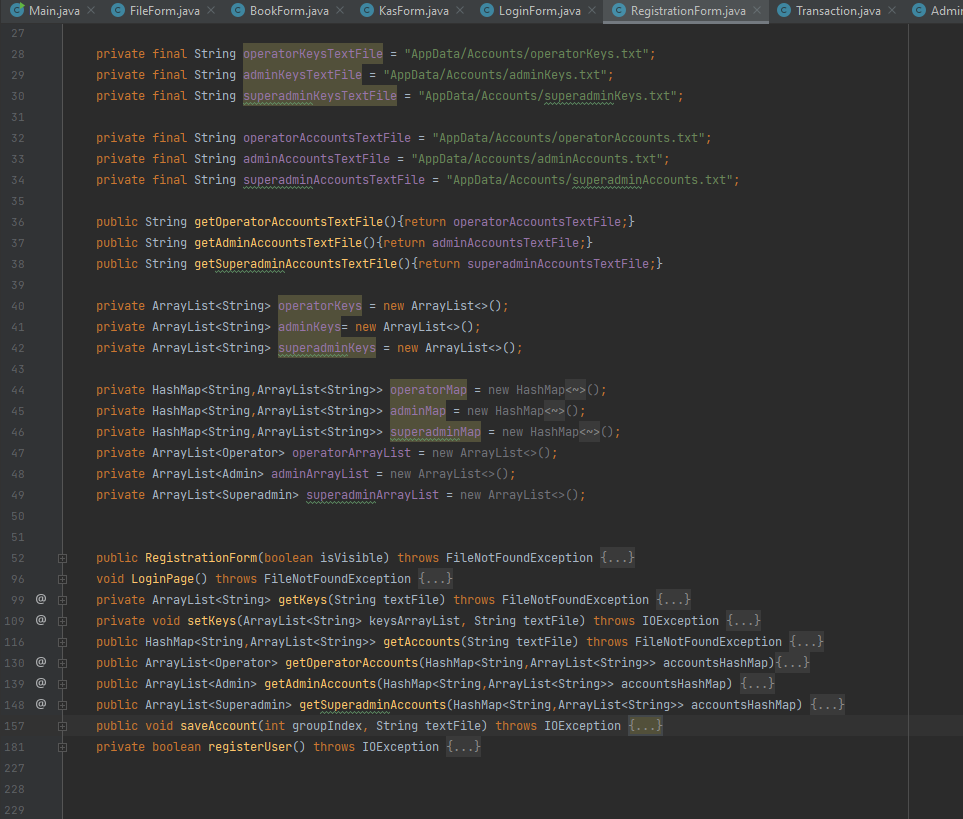 Main.java FileForm.java BookForm.java KasForm.java LoginForm.java RegistrationForm.java Transaction.java Admin
27
28 private final String operatorKeysTextFile = "AppData/Accounts/operatorKeys.txt";
29 private final String adminKeysTextFile = "AppData/Accounts/adminKeys.txt";
30 private final String superadminKeysTextFile = "AppData/Accounts/superadminKeys.txt";
31
32 private final String operatorAccountsTextFile = "AppData/Accounts/operatorAccounts.txt";
33 private final String adminAccountsTextFile = "AppData/Accounts/adminAccounts.txt";
34 private final String superadminAccountsTextFile = "AppData/Accounts/superadminAccounts.txt";
35
36 public String getOperatorAccountsTextFile(){return operatorAccountsTextFile;}
37 public String getAdminAccountsTextFile(){return adminAccountsTextFile;}
38 public String getSuperadminAccountsTextFile(){return superadminAccountsTextFile;}
39
40 private ArrayList<String> operatorKeys = new ArrayList<>();
41 private ArrayList<String> adminKeys= new ArrayList<>();
42 private ArrayList<String> superadminKeys = new ArrayList<>();
43
44 private HashMap<String,ArrayList<String>> operatorMap = new HashMap<~>();
45 private HashMap<String,ArrayList<String>> adminMap = new HashMap<~>();
46 private HashMap<String,ArrayList<String>> superadminMap = new HashMap<~>();
47 private ArrayList<Operator> operatorArrayList = new ArrayList<>();
48 private ArrayList<Admin> adminArrayList = new ArrayList<>();
49 private ArrayList<Superadmin> superadminArrayList = new ArrayList<>();
50
51
52 public RegistrationForm(boolean isVisible) throws FileNotFoundException {...}
96 void LoginPage() throws FileNotFoundException {...}
99 @ private ArrayList<String> getKeys(String textFile) throws FileNotFoundException {...}
109 @ private void setKeys(ArrayList<String> keysArrayList, String textFile) throws IOException {...}
116 public HashMap<String,ArrayList<String>> getAccounts(String textFile) throws FileNotFoundException {...}
130 @ public ArrayList<Operator> getOperatorAccounts(HashMap<String,ArrayList<String>> accountsHashMap){...}
139 @ public ArrayList<Admin> getAdminAccounts(HashMap<String,ArrayList<String>> accountsHashMap) {...}
148 @ public ArrayList<Superadmin> getSuperadminAccounts(HashMap<String,ArrayList<String>> accountsHashMap) {...}
157 public void saveAccount(int groupIndex, String textFile) throws IOException {...}
181 private boolean registerUser() throws IOException {...}
227
228
229